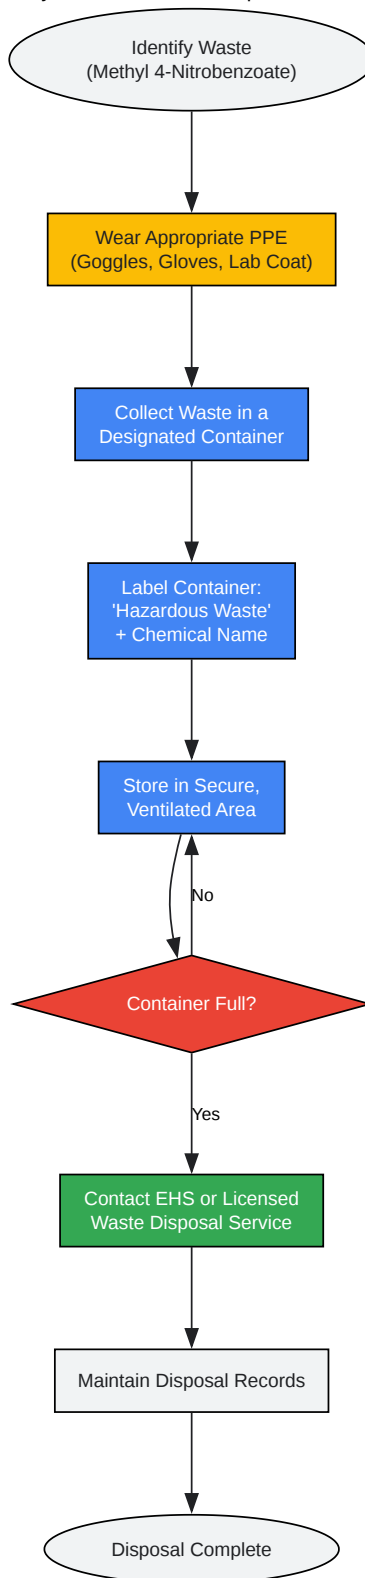 Identify Waste
(Methyl 4-Nitrobenzoate)
Wear Appropriate PPE
(Goggles, Gloves, Lab Coat)
Collect Waste in a
Designated Container
Label Container:
'Hazardous Waste'
+ Chemical Name
Store in Secure,
Ventilated Area
No
Container Full?
Yes
Contact EHS or Licensed
Waste Disposal Service
Maintain Disposal Records
Disposal Complete